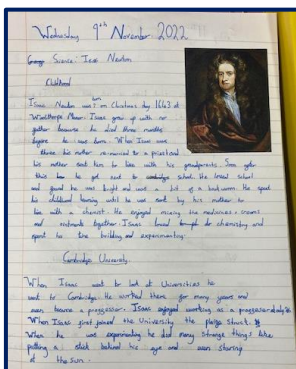 Wednesday 9th November 2022
Science: Isaac Newton
Childhood
born
Isaac Newton was on Christmas day 1643 at
Woolthorpe Manor. Isaac grew up with no
father because he died three months
before he was born. When Isaac was
three his mother re-married to a priest and
his mother sent him to live with his grandparents. Soon after
this he got sent to school. He loved school
and found he was bright and was a bit of a bookworm. He spent
his childhood learning until he was sent by his mother to
live with a chemist. He enjoyed mixing the medicines, creams
and ointments together. Isaac loved chemistry and
spent his time building and experimenting.
Cambridge University
When Isaac went to look at Universities he
went to Cambridge. He worked there for many years and
even became a proggessor. Isaac enjoyed working as a proggessor
When Isaac first joined the University the plague struck.
When he was experimenting he did many strange things like
putting a stick behind his eye and even staring
at the sun.